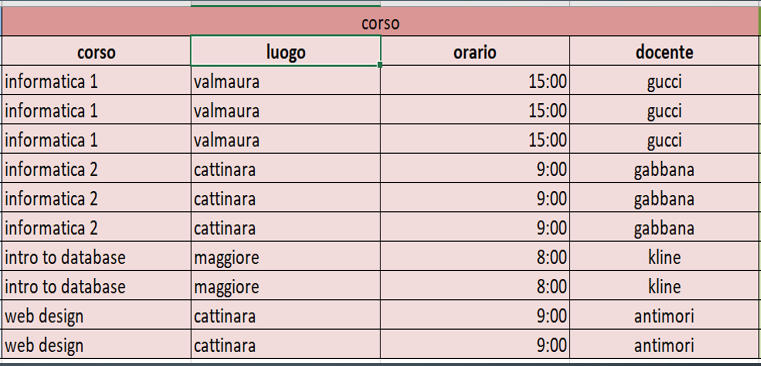 corso
corso luogo orario docente
informatica 1 valmaura 15:00 gucci
informatica 1 valmaura 15:00 gucci
informatica 1 valmaura 15:00 gucci
informatica 2 cattinara 9:00 gabbana
informatica 2 cattinara 9:00 gabbana
informatica 2 cattinara 9:00 gabbana
intro to database maggiore 8:00 kline
intro to database maggiore 8:00 kline
web design cattinara 9:00 antimori
web design cattinara 9:00 antimori